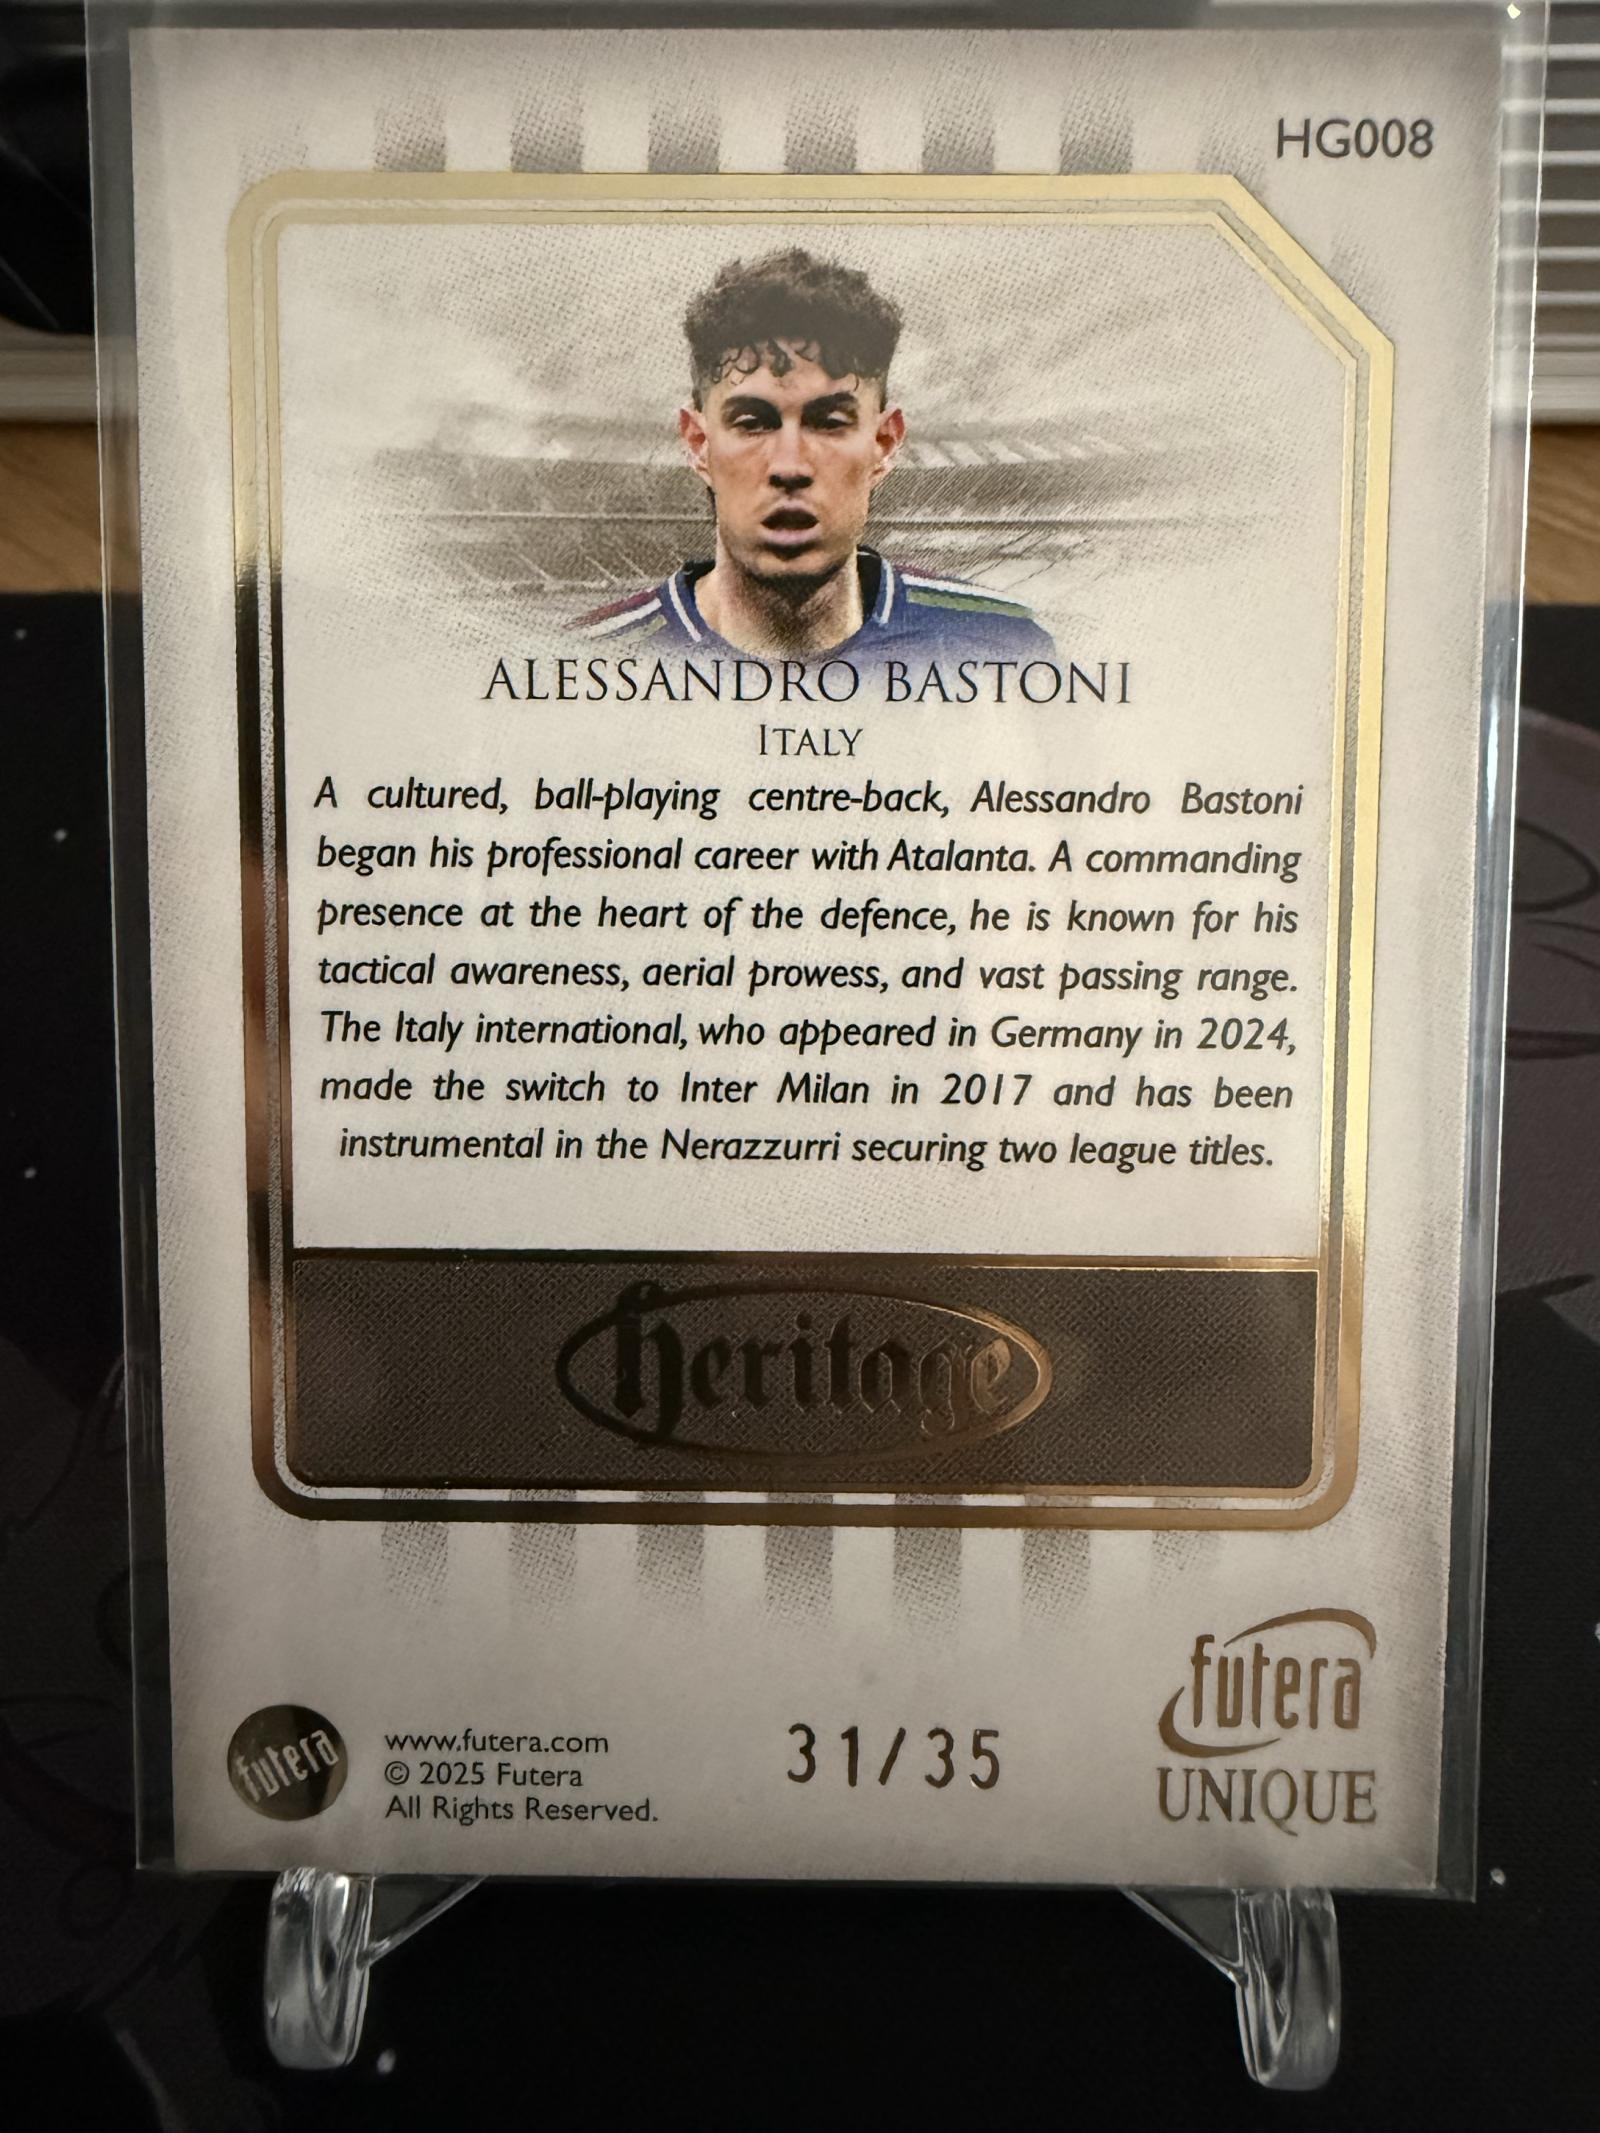 HG008
ALESSANDRO BASTONI
ITALY
A cultured, ball-playing centre-back, Alessandro Bastoni
began his professional career with Atalanta. A commanding
presence at the heart of the defence, he is known for his
tactical awareness, aerial prowess, and vast passing range.
The Italy international, who appeared in Germany in 2024,
made the switch to Inter Milan in 2017 and has been
instrumental in the Nerazzurri securing two league titles.
heritage
futera
www.futera.com
© 2025 Futera
All Rights Reserved.
31/35
futera
UNIQUE